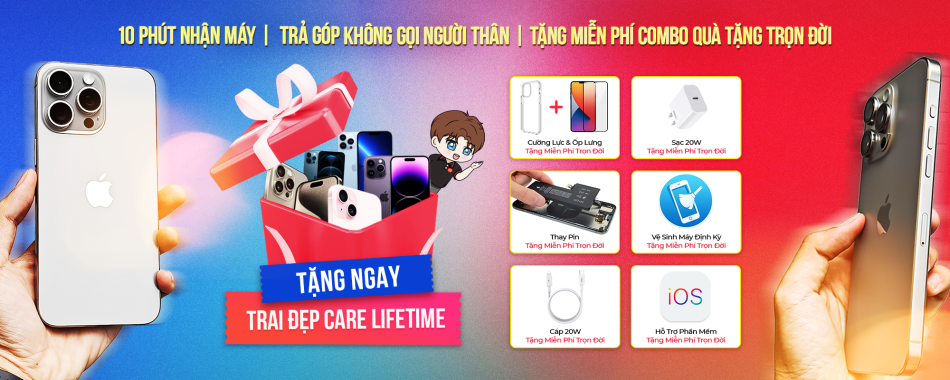 10 PHÚT NHẬN MÁY | TRẢ GÓP KHÔNG GỌI NGƯỜI THÂN | TẶNG MIỄN PHÍ COMBO QUÀ TẶNG TRỌN ĐỜI
Cường Lực & Ốp Lưng
Tặng Miễn Phí Trọn Đời
Sạc 20W
Tặng Miễn Phí Trọn Đời
Thay Pin
Tặng Miễn Phí Trọn Đời
Vệ Sinh Máy Định Kỳ
Tặng Miễn Phí Trọn Đời
Cáp 20W
Tặng Miễn Phí Trọn Đời
iOS
Hỗ Trợ Phần Mềm
Tặng Miễn Phí Trọn Đời
TẶNG NGAY
TRAI ĐẸP CARE LIFETIME